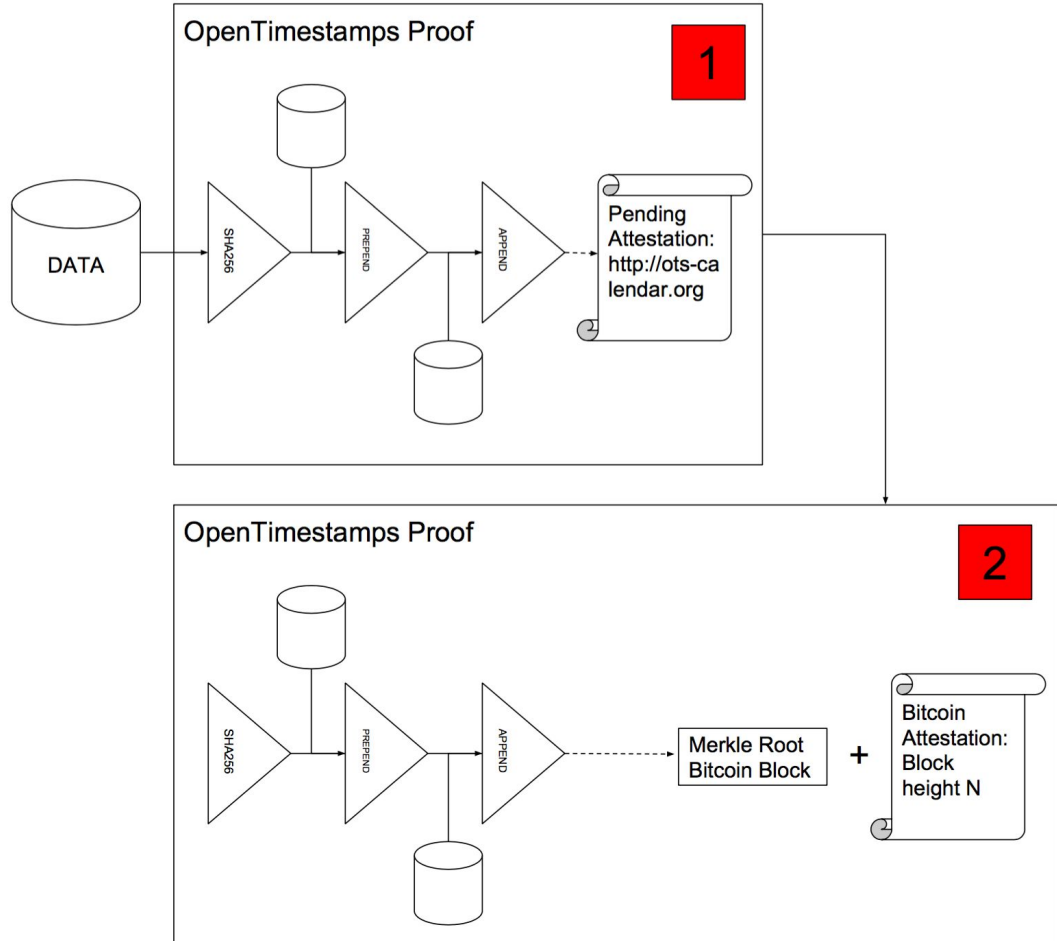 OpenTimestamps Proof
1
DATA
SHA256
PREPEND
APPEND
Pending
Attestation:
http://ots-ca
lendar.org
OpenTimestamps Proof
2
SHA256
PREPEND
APPEND
Merkle Root
Bitcoin Block
+
Bitcoin
Attestation:
Block
height N